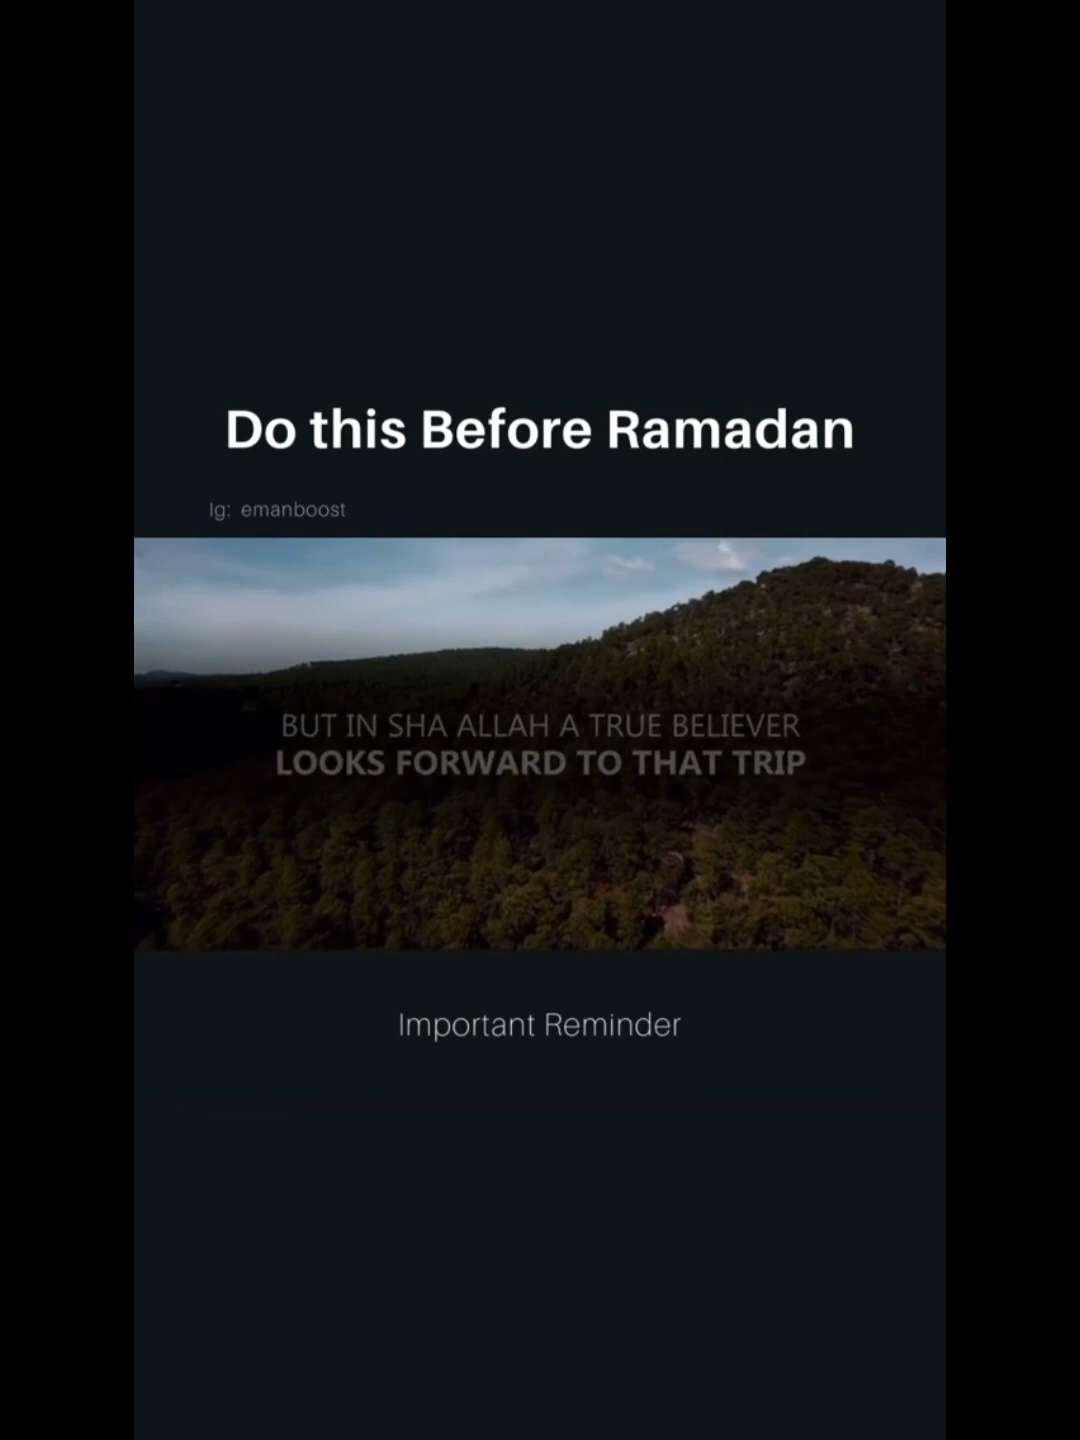 Do this Before Ramadan
Ig: emanboost
BUT IN SHA ALLAH A TRUE BELIEVER
LOOKS FORWARD TO THAT TRIP
Important Reminder